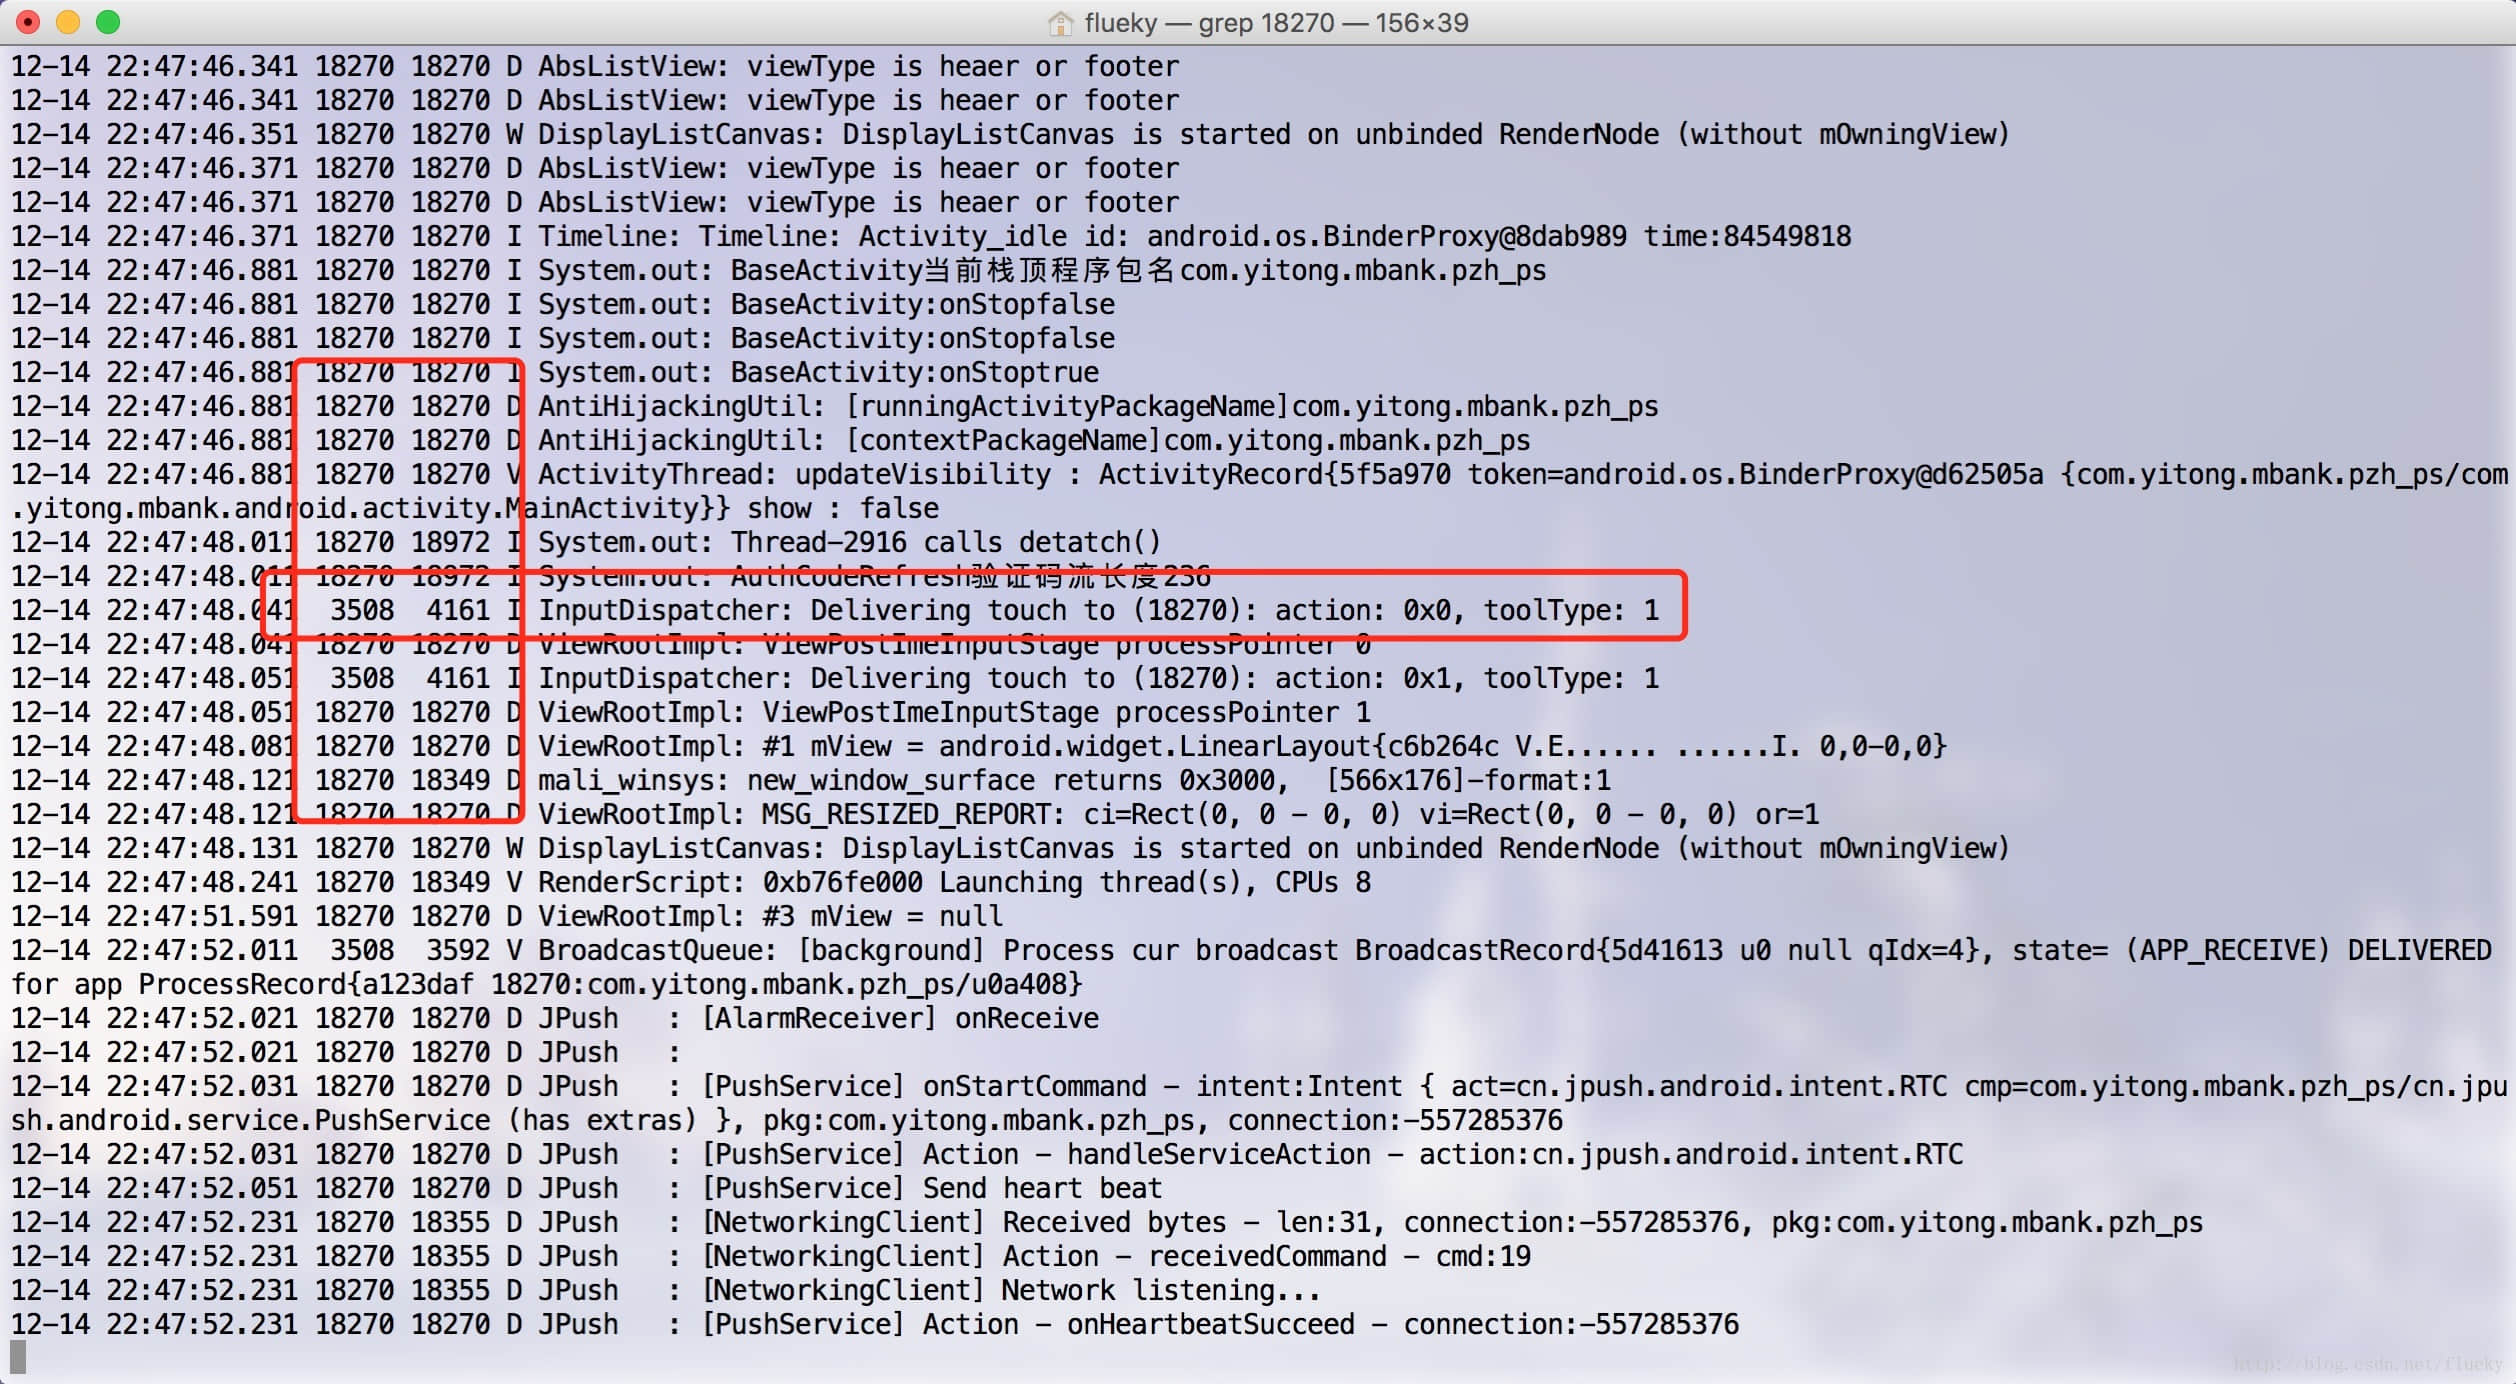 flueky — grep 18270 — 156×39
12-14 22:47:46.341 18270 18270 D AbsListView: viewType is heaer or footer
12-14 22:47:46.341 18270 18270 D AbsListView: viewType is heaer or footer
12-14 22:47:46.351 18270 18270 W DisplayListCanvas: DisplayListCanvas is started on unbinded RenderNode (without mOwningView)
12-14 22:47:46.371 18270 18270 D AbsListView: viewType is heaer or footer
12-14 22:47:46.371 18270 18270 D AbsListView: viewType is heaer or footer
12-14 22:47:46.371 18270 18270 I Timeline: Timeline: Activity_idle id: android.os.BinderProxy@8dab989 time:84549818
12-14 22:47:46.881 18270 18270 I System.out: BaseActivity当前栈顶程序包名com.yitong.mbank.pzh_ps
12-14 22:47:46.881 18270 18270 I System.out: BaseActivity:onStopfalse
12-14 22:47:46.881 18270 18270 I System.out: BaseActivity:onStopfalse
12-14 22:47:46.881 18270 18270 I System.out: BaseActivity:onStoptrue
12-14 22:47:46.881 18270 18270 D AntiHijackingUtil: [runningActivityPackageName]com.yitong.mbank.pzh_ps
12-14 22:47:46.881 18270 18270 D AntiHijackingUtil: [contextPackageName]com.yitong.mbank.pzh_ps
12-14 22:47:46.881 18270 18270 V ActivityThread: updateVisibility : ActivityRecord{5f5a970 token=android.os.BinderProxy@d62505a {com.yitong.mbank.pzh_ps/com
.yitong.mbank.android.activity.MainActivity}} show : false
12-14 22:47:48.011 18270 18972 I System.out: Thread-2916 calls detatch()
12-14 22:47:48.011 18270 18972 I System.out: AuthCodeRefresh验证码流长度236
12-14 22:47:48.041  3508  4161 I InputDispatcher: Delivering touch to (18270): action: 0x0, toolType: 1
12-14 22:47:48.041 18270 18270 D ViewRootImpl: ViewPostImeInputStage processPointer 0
12-14 22:47:48.051  3508  4161 I InputDispatcher: Delivering touch to (18270): action: 0x1, toolType: 1
12-14 22:47:48.051 18270 18270 D ViewRootImpl: ViewPostImeInputStage processPointer 1
12-14 22:47:48.081 18270 18270 D ViewRootImpl: #1 mView = android.widget.LinearLayout{c6b264c V.E...... ......I. 0,0-0,0}
12-14 22:47:48.121 18270 18349 D mali_winsys: new_window_surface returns 0x3000,  [566x176]-format:1
12-14 22:47:48.121 18270 18270 D ViewRootImpl: MSG_RESIZED_REPORT: ci=Rect(0, 0 - 0, 0) vi=Rect(0, 0 - 0, 0) or=1
12-14 22:47:48.131 18270 18270 W DisplayListCanvas: DisplayListCanvas is started on unbinded RenderNode (without mOwningView)
12-14 22:47:48.241 18270 18349 V RenderScript: 0xb76fe000 Launching thread(s), CPUs 8
12-14 22:47:51.591 18270 18270 D ViewRootImpl: #3 mView = null
12-14 22:47:52.011  3508  3592 V BroadcastQueue: [background] Process cur broadcast BroadcastRecord{5d41613 u0 null qIdx=4}, state= (APP_RECEIVE) DELIVERED
for app ProcessRecord{a123daf 18270:com.yitong.mbank.pzh_ps/u0a408}
12-14 22:47:52.021 18270 18270 D JPush   : [AlarmReceiver] onReceive
12-14 22:47:52.021 18270 18270 D JPush   :
12-14 22:47:52.031 18270 18270 D JPush   : [PushService] onStartCommand - intent:Intent { act=cn.jpush.android.intent.RTC cmp=com.yitong.mbank.pzh_ps/cn.jpu
sh.android.service.PushService (has extras) }, pkg:com.yitong.mbank.pzh_ps, connection:-557285376
12-14 22:47:52.031 18270 18270 D JPush   : [PushService] Action - handleServiceAction - action:cn.jpush.android.intent.RTC
12-14 22:47:52.051 18270 18270 D JPush   : [PushService] Send heart beat
12-14 22:47:52.231 18270 18355 D JPush   : [NetworkingClient] Received bytes - len:31, connection:-557285376, pkg:com.yitong.mbank.pzh_ps
12-14 22:47:52.231 18270 18355 D JPush   : [NetworkingClient] Action - receivedCommand - cmd:19
12-14 22:47:52.231 18270 18355 D JPush   : [NetworkingClient] Network listening...
12-14 22:47:52.231 18270 18270 D JPush   : [PushService] Action - onHeartbeatSucceed - connection:-557285376
http://blog.csdn.net/flueky